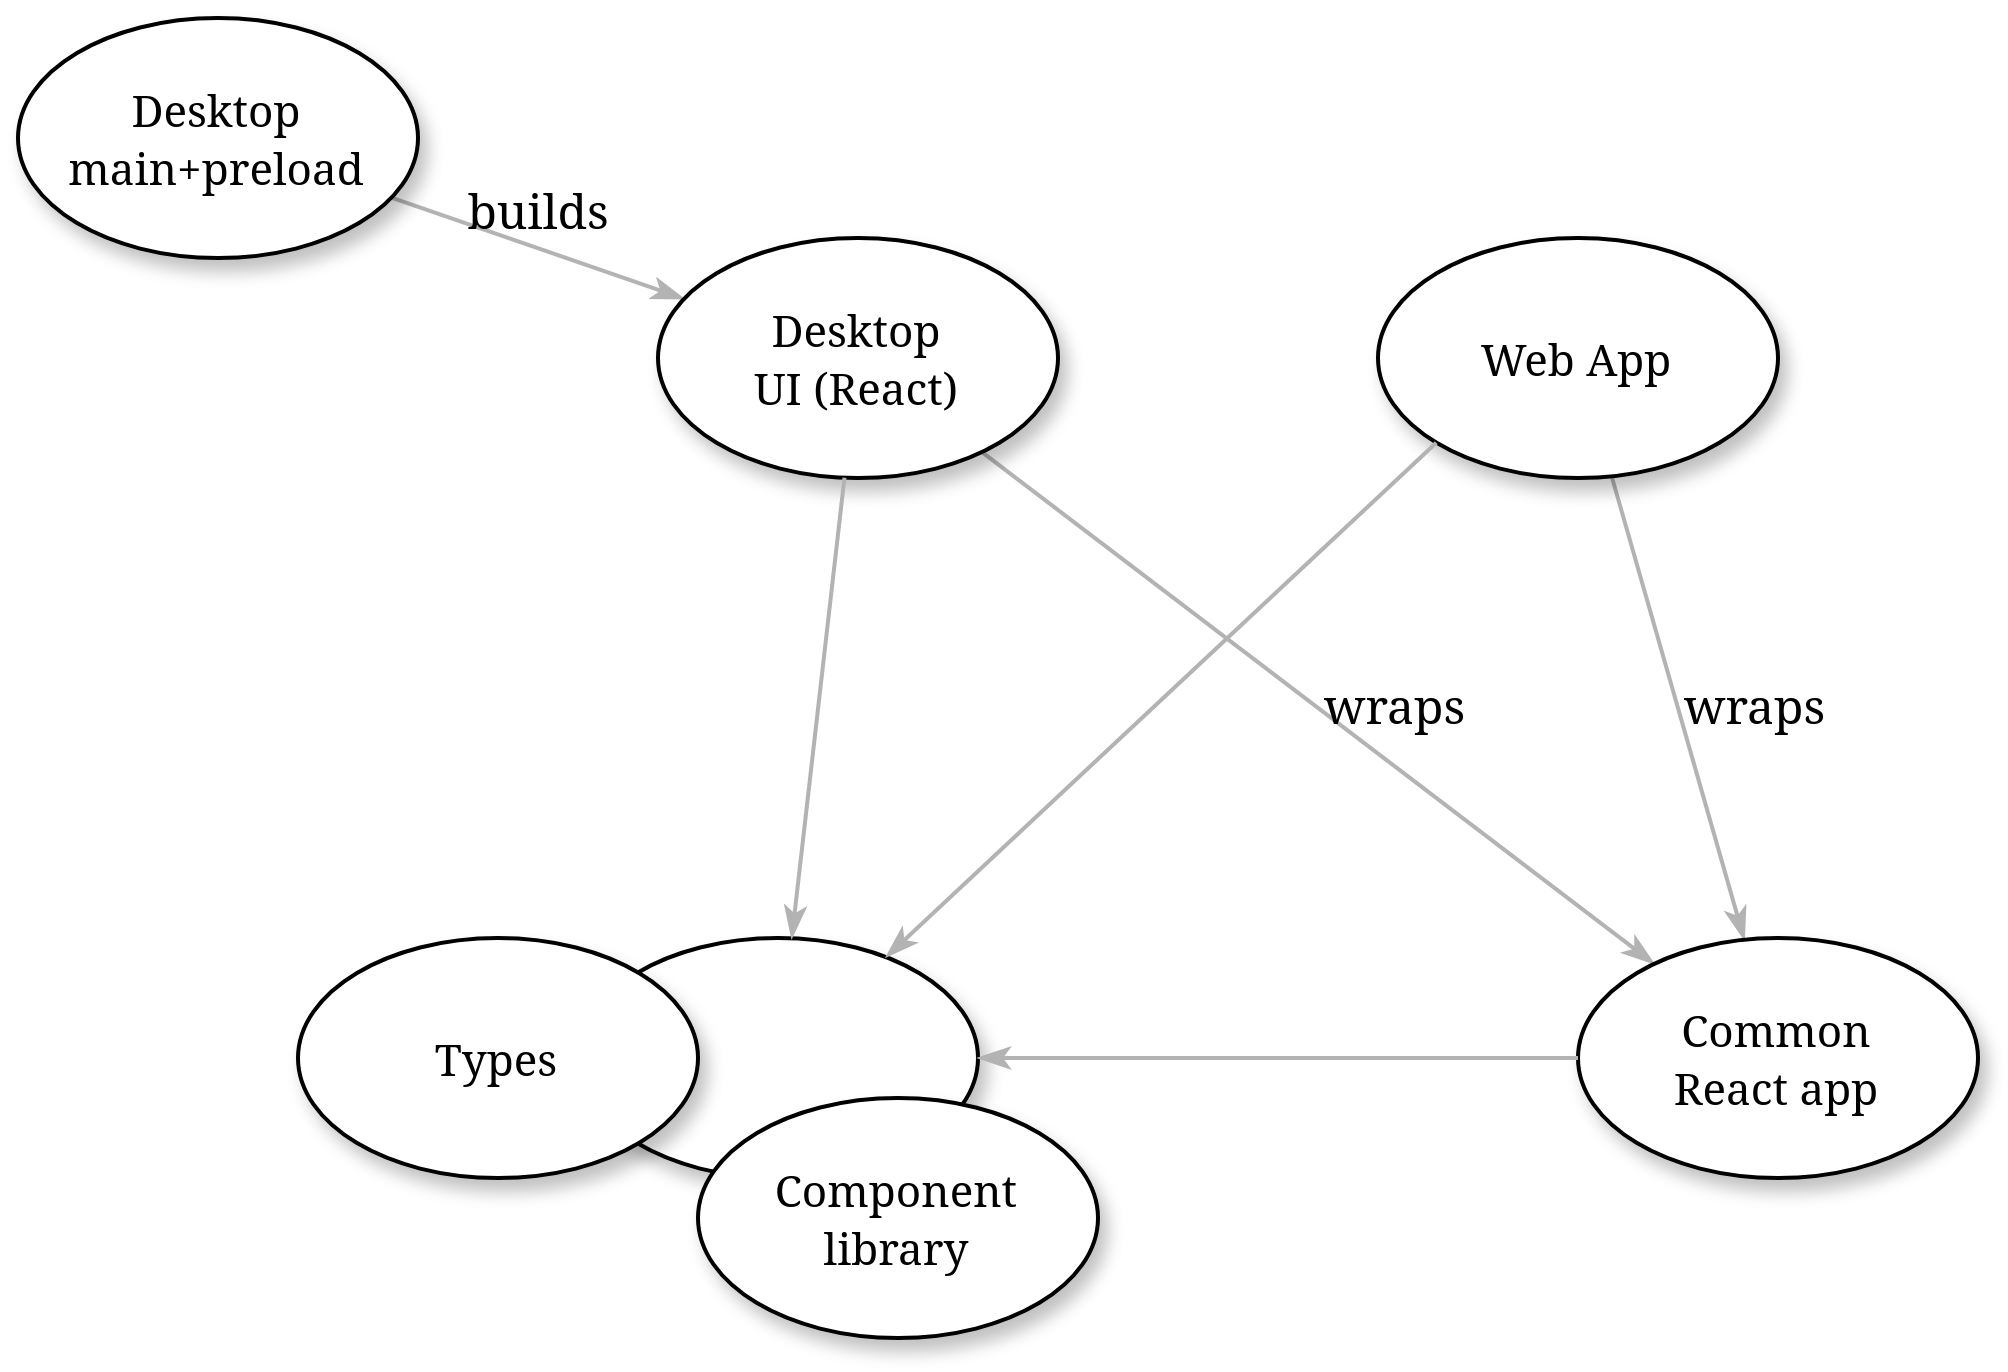 Desktop
main+preload
builds
Desktop
UI (React)
Web App
wraps
wraps
Types
Common
React app
Component
library